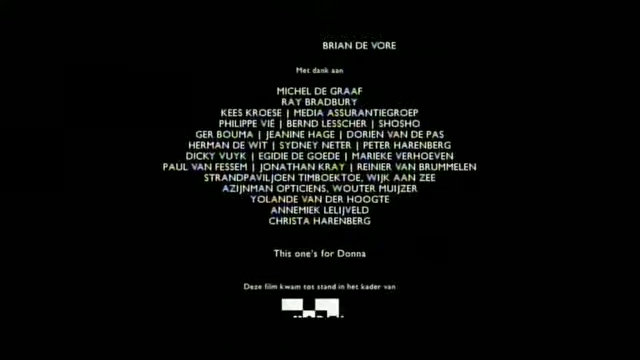 BRIAN DE VORE
Met dank aan
MICHEL DE GRAAF
RAY BRADBURY
KEES KROESE | MEDIA ASSURANTIEGROEP
PHILIPPE VIÉ | BERND LESSCHER | SHOSHO
GER BOUMA | JEANINE HAGE | DORIEN VAN DE PAS
HERMAN DE WIT | SYDNEY NETER | PETER HARENBERG
DICKY VUYK | EGIDIE DE GOEDE | MARIEKE VERHOEVEN
PAUL VAN FESSEM | JONATHAN KRAY | REINIER VAN BRUMMELEN
STRANDPAVILJOEN TIMBOEKTOE, WIJK AAN ZEE
AZIJNMAN OPTICIENS, WOUTER MUIJZER
YOLANDE VAN DER HOOGTE
ANNEMIEK LELIJVELD
CHRISTA HARENBERG
This one's for Donna
Deze film kwam tot stand in het kader van